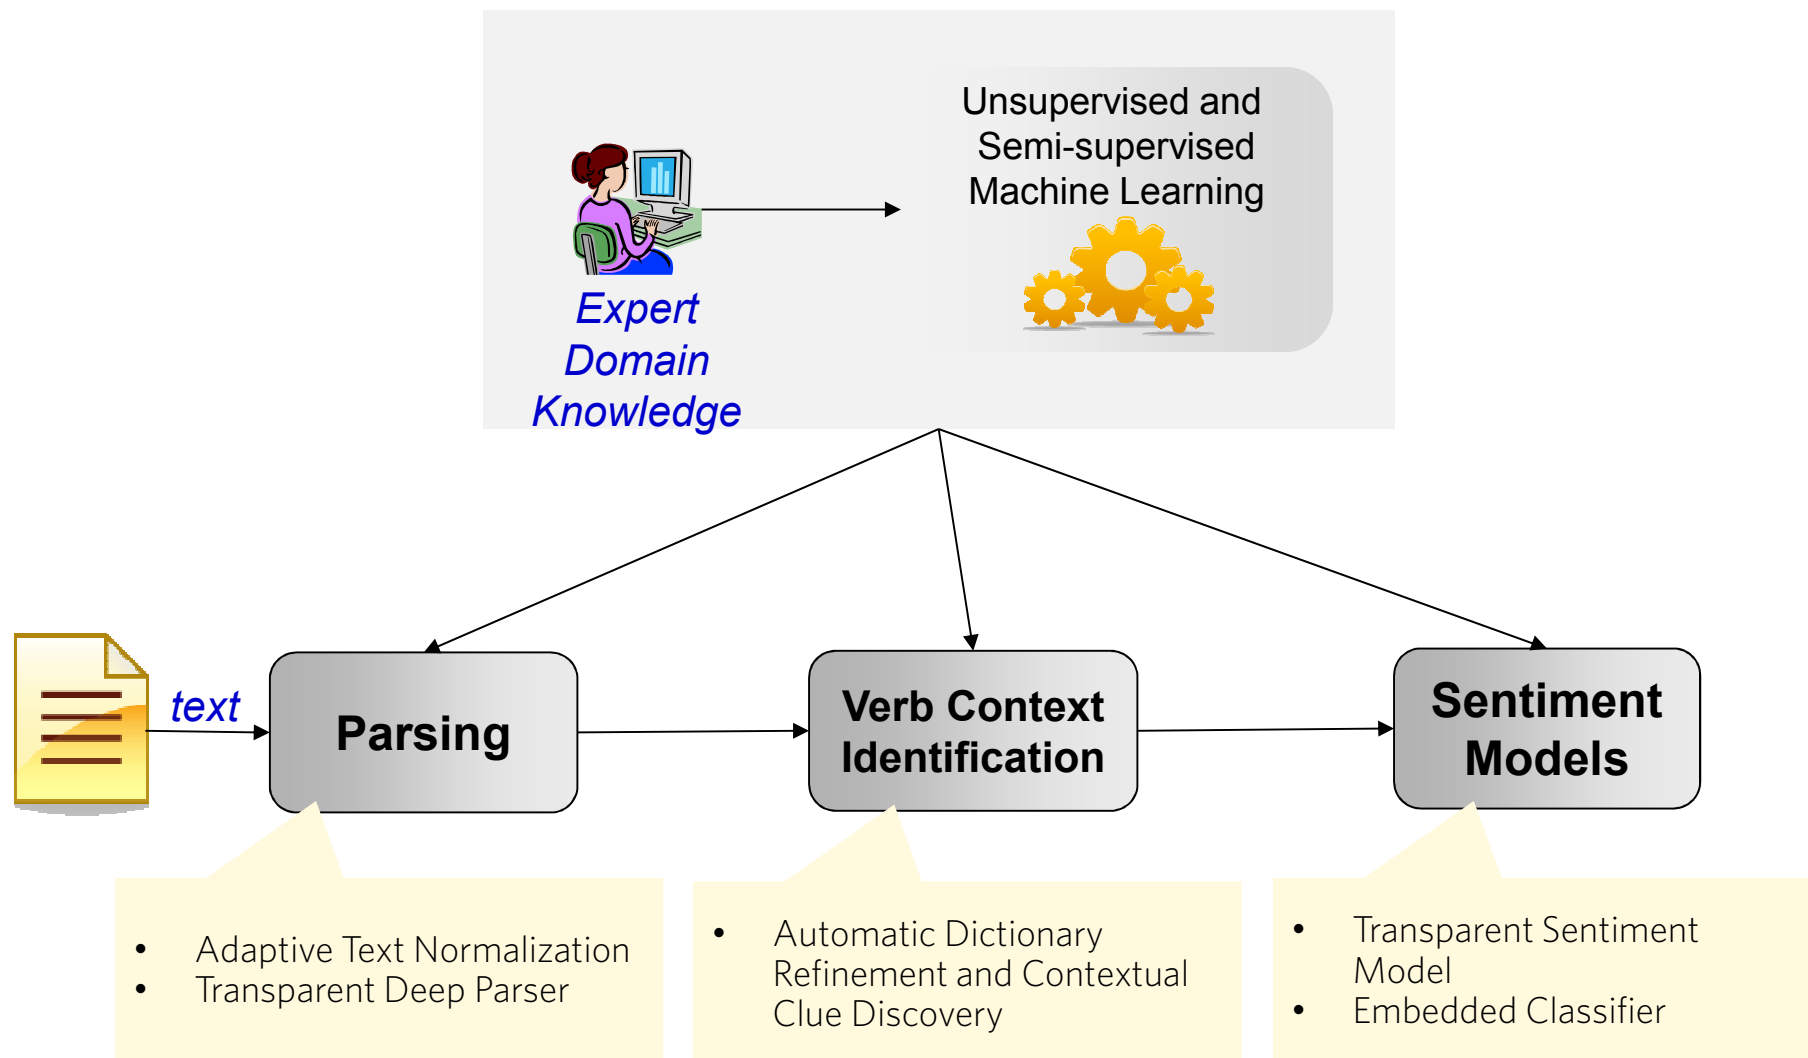 Unsupervised and
Semi-supervised
Machine Learning
Expert
Domain
Knowledge
text
Parsing
Verb Context
Identification
Sentiment
Models
• Adaptive Text Normalization
• Transparent Deep Parser
• Automatic Dictionary
Refinement and Contextual
Clue Discovery
• Transparent Sentiment
Model
• Embedded Classifier